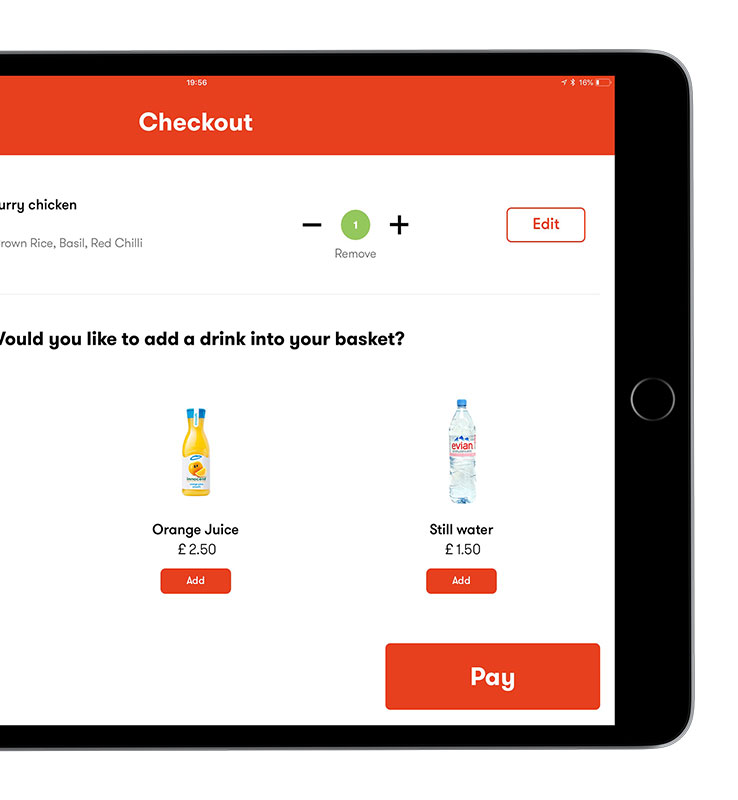 19:56
16%
Checkout
urry chicken
1
Edit
rown Rice, Basil, Red Chilli
Remove
ould you like to add a drink into your basket?
innocent
evian
Orange Juice
Still water
£ 2.50
£ 1.50
Add
Add
Pay